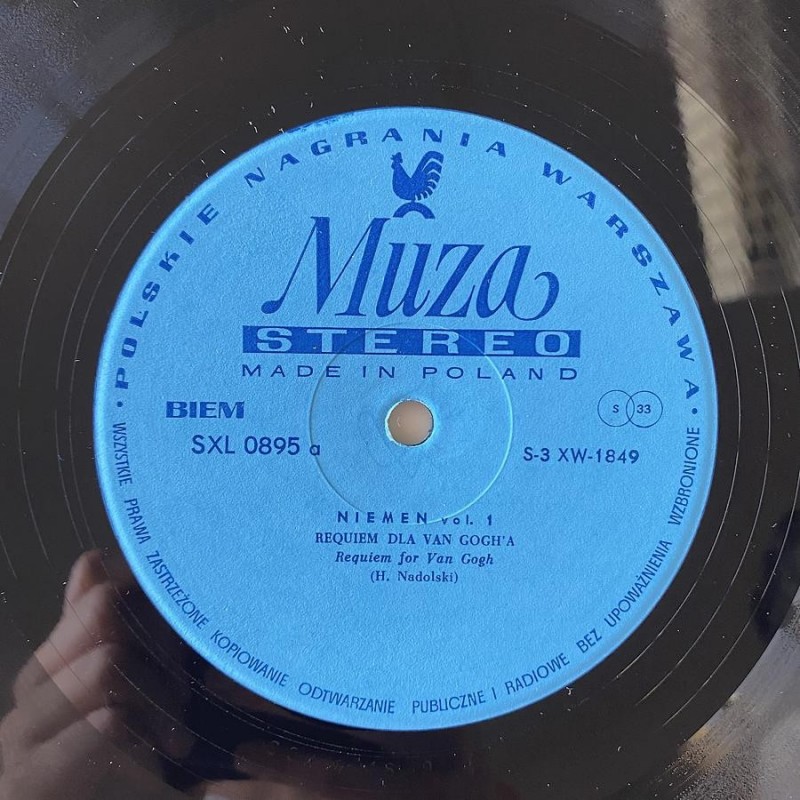 POLSKIE NAGRANIA WARSZAWA
Muza
STEREO
MADE IN POLAND
BIEM
S 33
SXL 0895 a
S-3 XW-1849
NIEMEN vol. 1
REQUIEM DLA VAN GOGH'A
Requiem for Van Gogh
(H. Nadolski)
• WSZYSTKIE PRAWA ZASTRZEŻONE KOPIOWANIE ODTWARZANIE PUBLICZNE I RADIOWE BEZ UPOWAŻNIENIA WZBRONIONE •